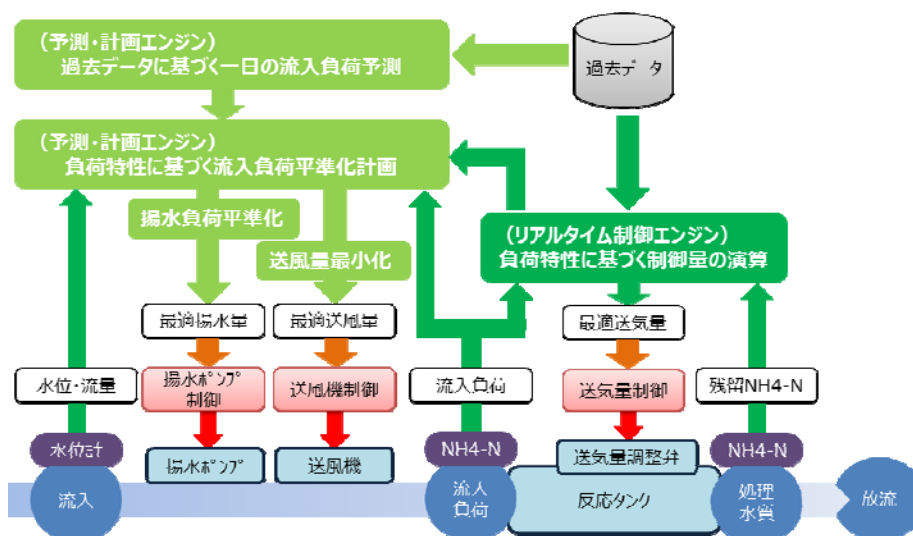 （予測・計画エンジン）
過去データに基づく一日の流入負荷予測
過去データ
（予測・計画エンジン）
負荷特性に基づく流入負荷平準化計画
揚水負荷平準化
送風量最小化
（リアルタイム制御エンジン）
負荷特性に基づく制御量の演算
最適揚水量
最適送風量
最適送気量
水位・流量
揚水ポンプ
制御
送風機制御
流入負荷
送気量制御
残留NH4-N
水位計
揚水ポンプ
送風機
NH4-N
送気量調整弁
NH4-N
流入
流入
負荷
反応タンク
処理
水質
放流